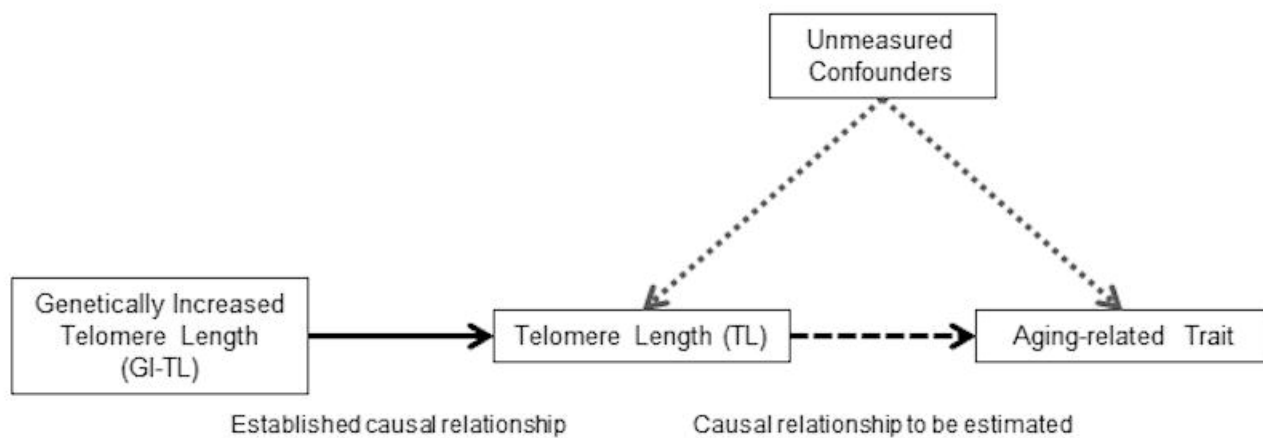 Unmeasured
Confounders
Genetically Increased
Telomere Length
(GI-TL)
Telomere Length (TL)
Aging-related Trait
Established causal relationship
Causal relationship to be estimated